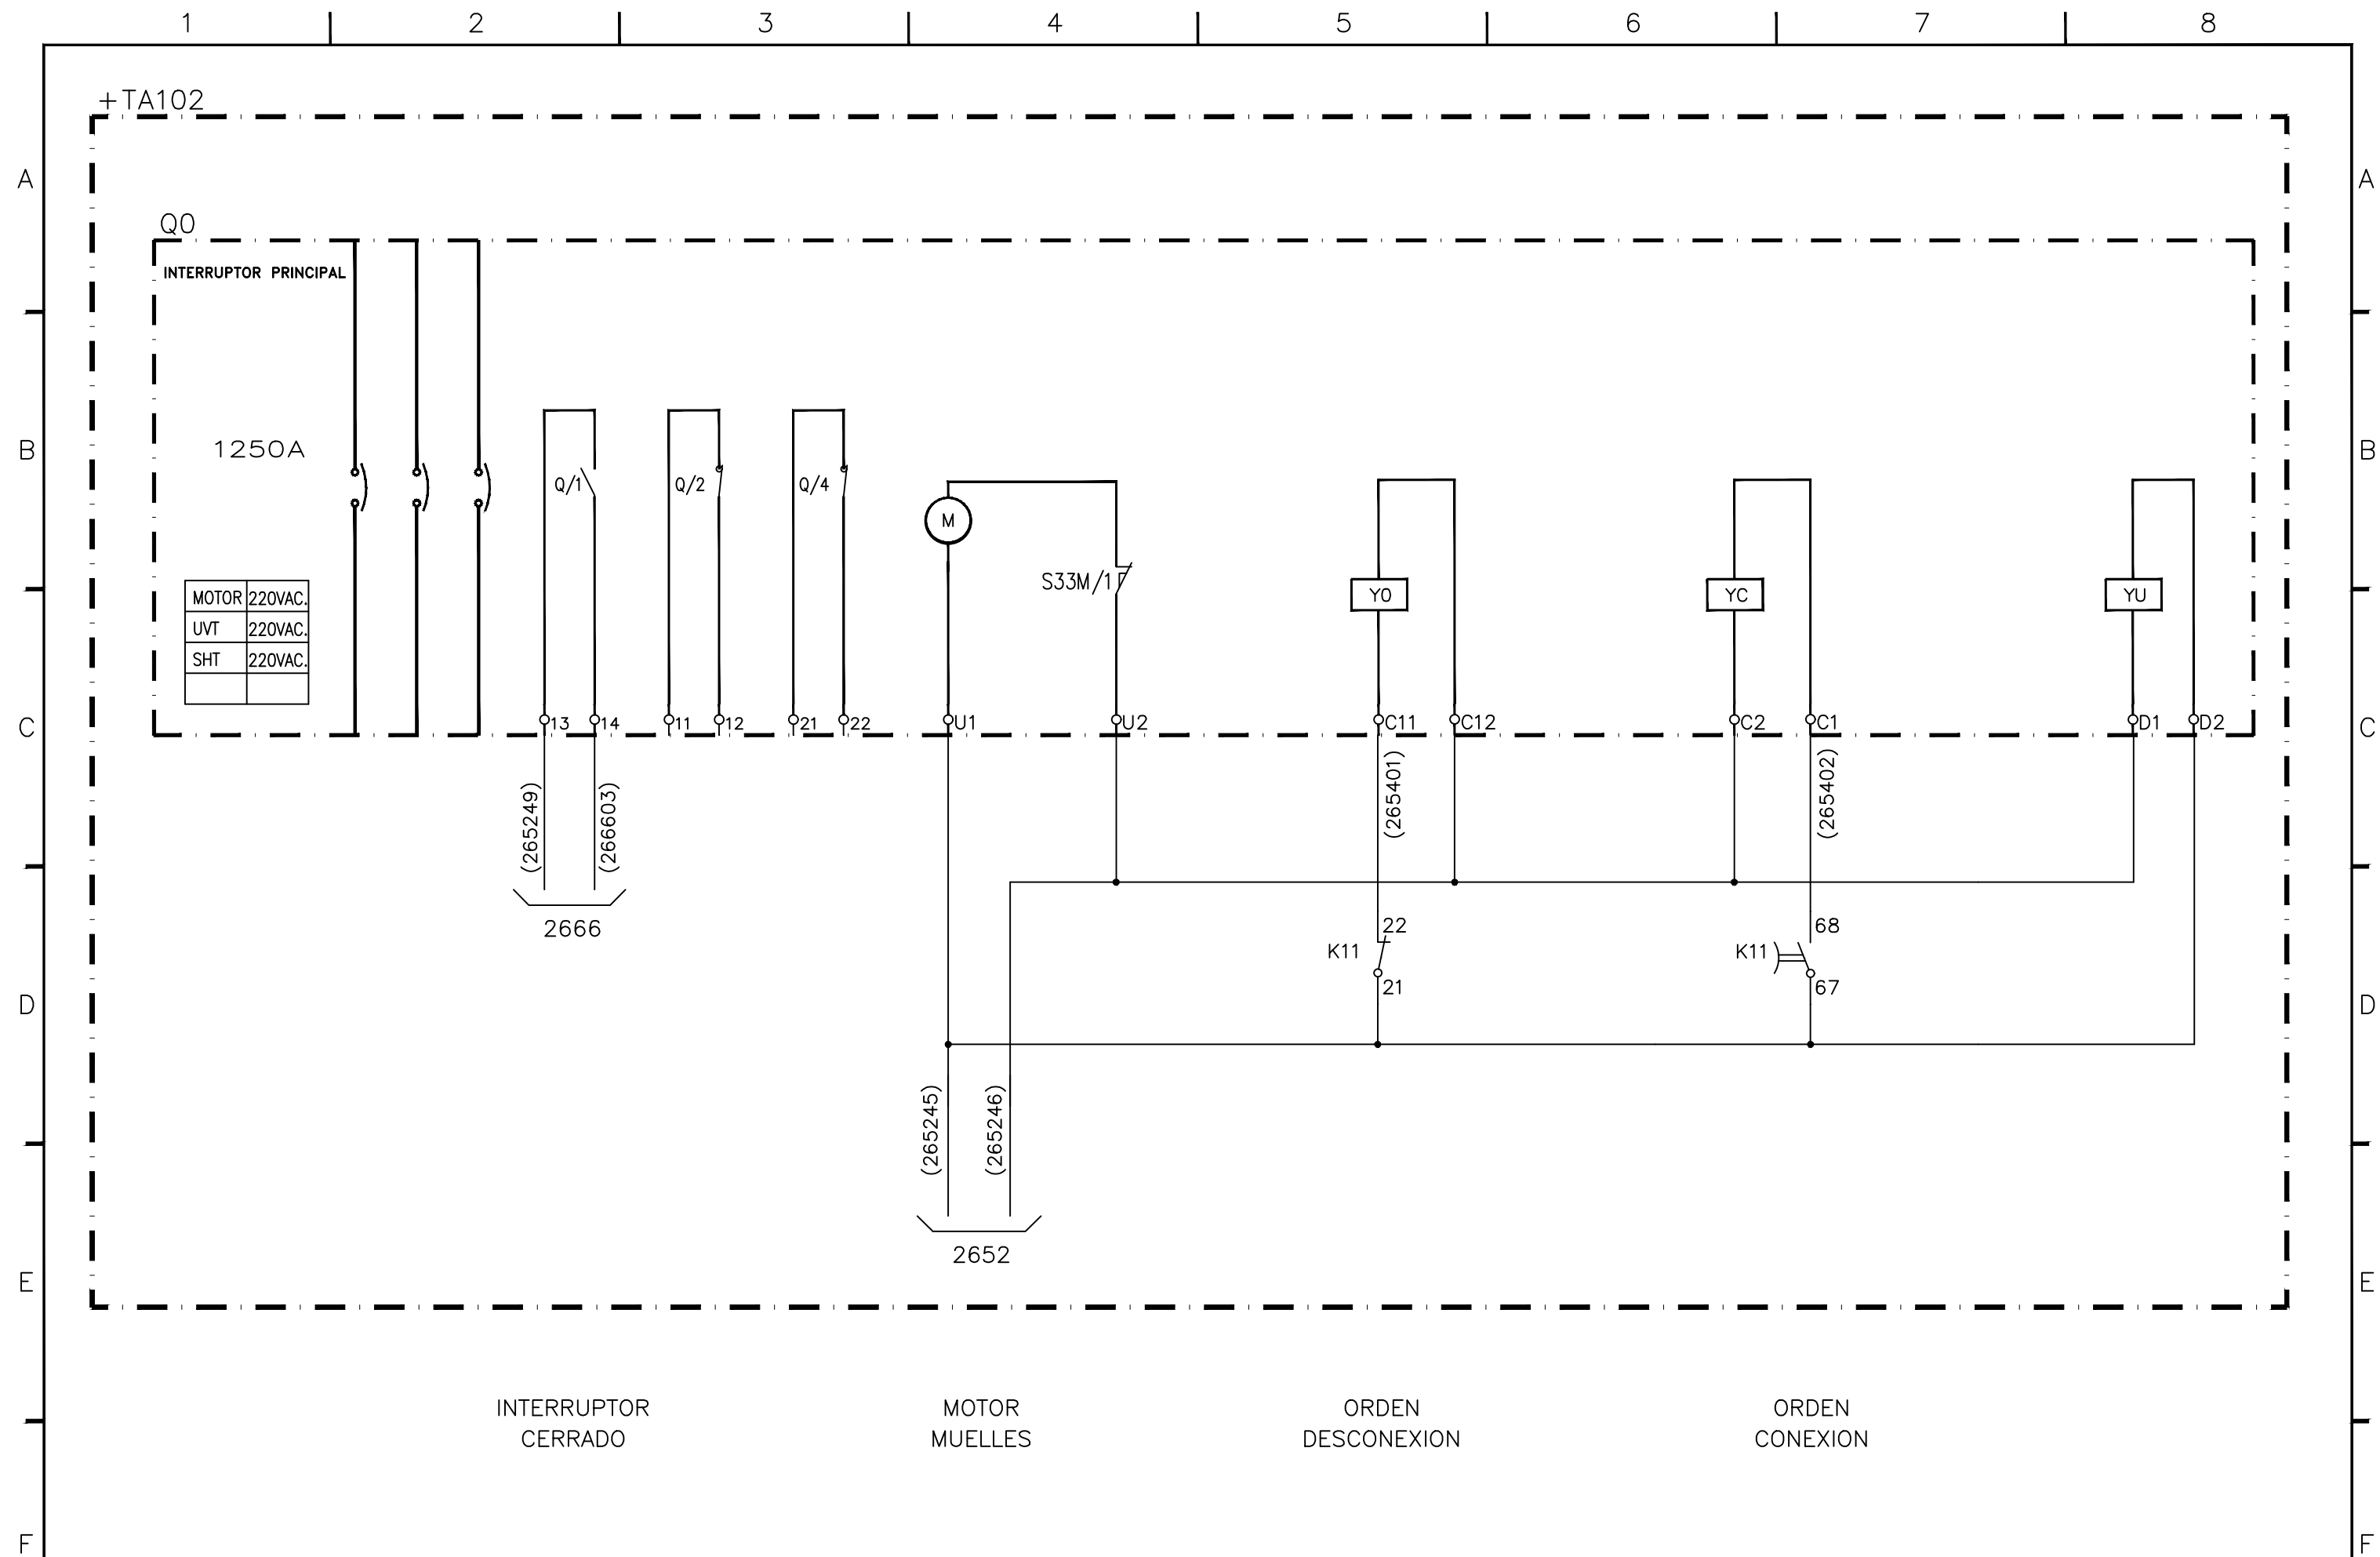 1 2 3 4 5 6 7 8
+TA102
A A
Q0
INTERRUPTOR PRINCIPAL
B 1250A B
Q/1 Q/2 Q/4
M
S33M/1
YO YC YU
MOTOR 220VAC.
UVT 220VAC.
SHT 220VAC.
C 13 14 11 12 21 22 U1 U2 C11 C12 C2 C1 D1 D2 C
(265249) (266603) (265401) (265402)
2666
22 68
K11 K11
21 67
D D
(265245) (265246)
2652
E E
INTERRUPTOR
CERRADO
MOTOR
MUELLES
ORDEN
DESCONEXION
ORDEN
CONEXION
F F